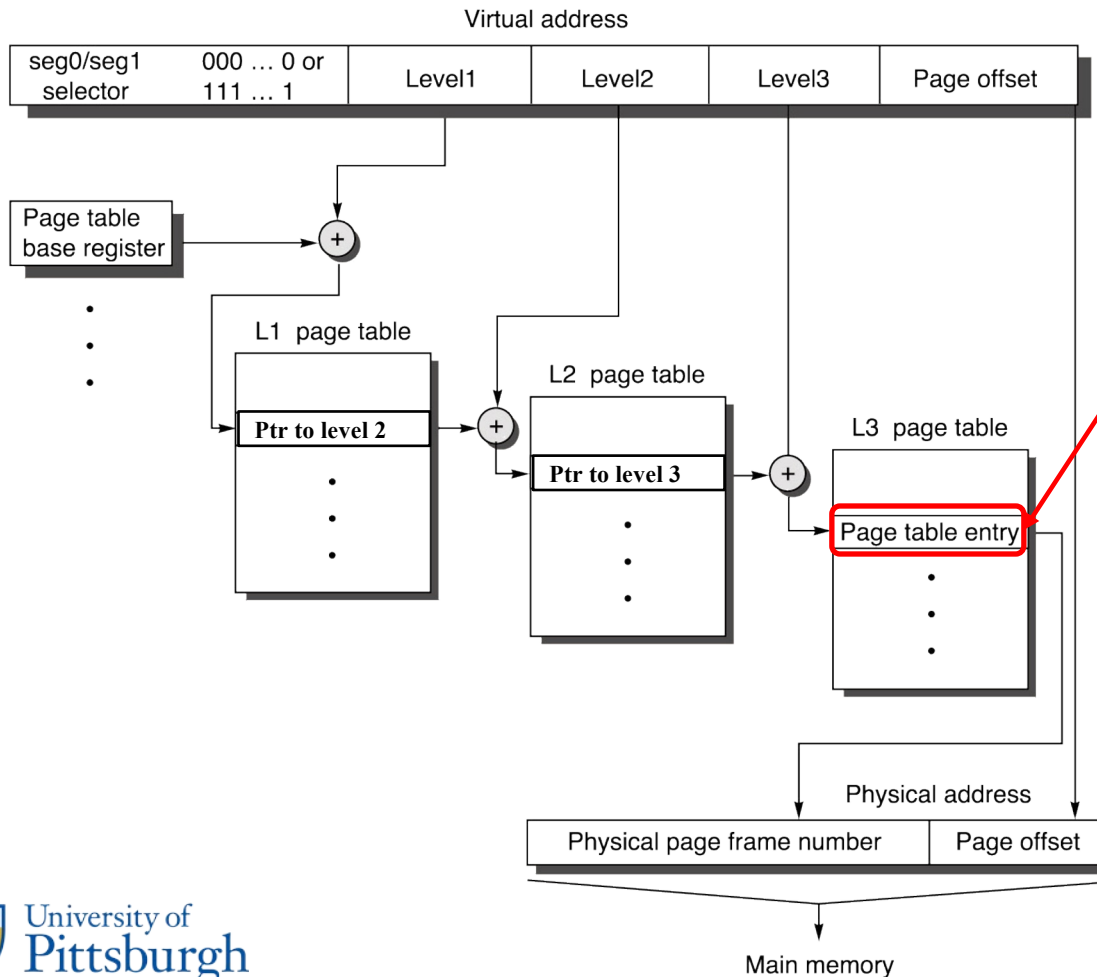 Virtual address
seg0/seg1 000 ... 0 or
selector 111 ... 1
Level1
Level2
Level3
Page offset
Page table
base register
+
L1 page table
Ptr to level 2
+
L2 page table
Ptr to level 3
+
L3 page table
Page table entry
Physical address
Physical page frame number
Page offset
Main memory
University of
Pittsburgh